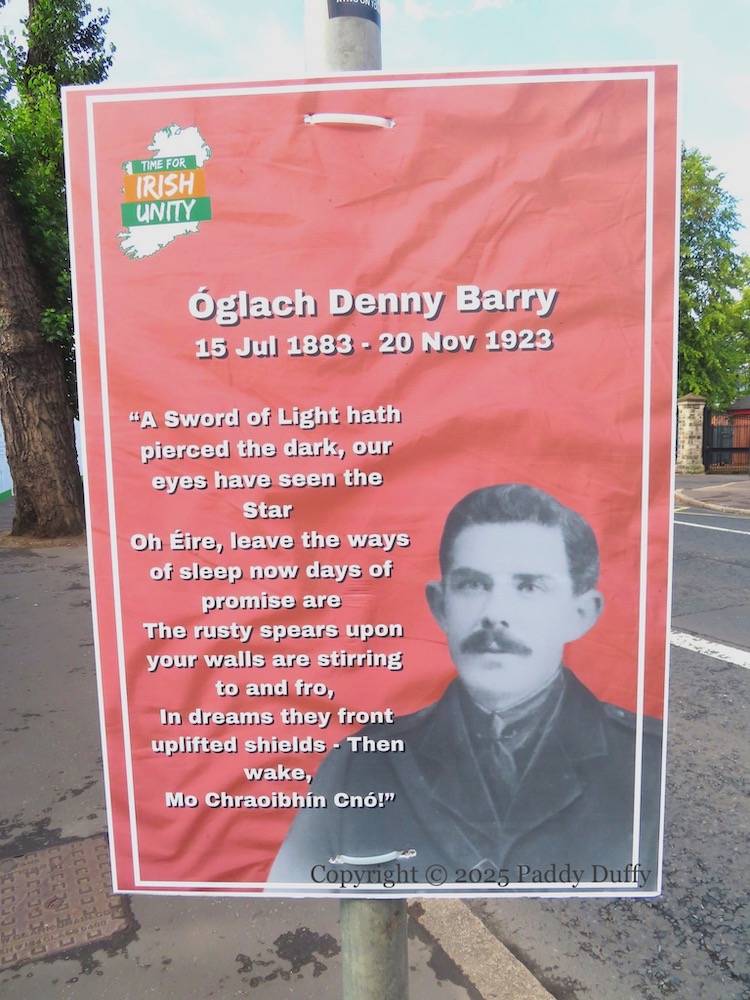 TIME FOR
IRISH
UNITY
Óglach Denny Barry
15 Jul 1883 - 20 Nov 1923
“A Sword of Light hath
pierced the dark, our
eyes have seen the
Star
Oh Éire, leave the ways
of sleep now days of
promise are
The rusty spears upon
your walls are stirring
to and fro,
In dreams they front
uplifted shields - Then
wake,
Mo Chraoibhín Cnó!”
Copyright © 2025 Paddy Duffy